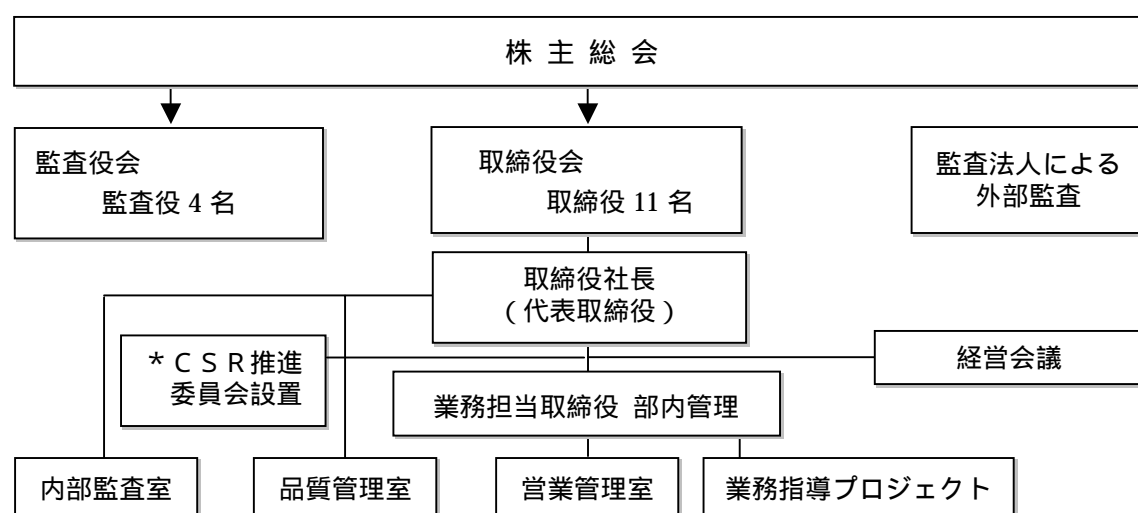 株 主 総 会
監査役会
監査役 4 名
取締役会
取締役 11 名
監査法人による
外部監査
取締役社長
(代表取締役)
*ＣＳＲ推進
委員会設置
経営会議
業務担当取締役 部内管理
内部監査室
品質管理室
営業管理室
業務指導プロジェクト